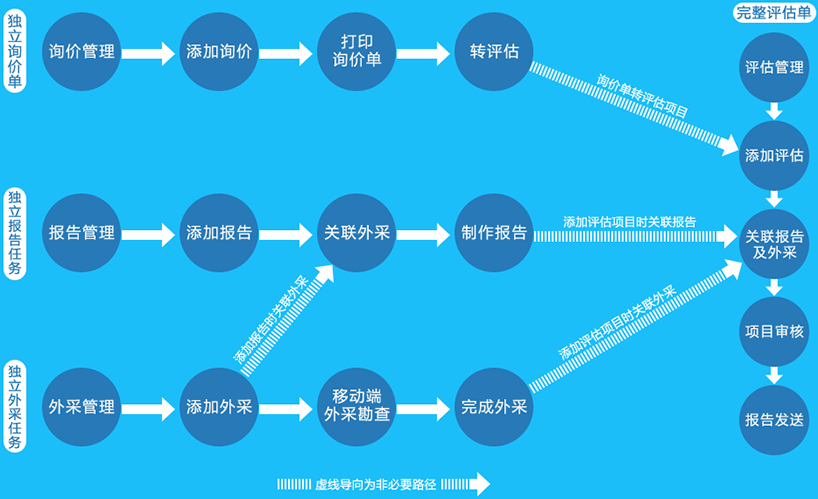 独立询价单
询价管理
添加询价
打印
询价单
转评估
询价单转评估项目
完整评估单
评估管理
添加评估
关联报告
及外采
项目审核
报告发送
独立报告任务
报告管理
添加报告
关联外采
制作报告
添加评估项目时关联报告
添加报告时关联外采
添加评估项目时关联外采
独立外采任务
外采管理
添加外采
移动端
外采勘查
完成外采
虚线导向为非必要路径